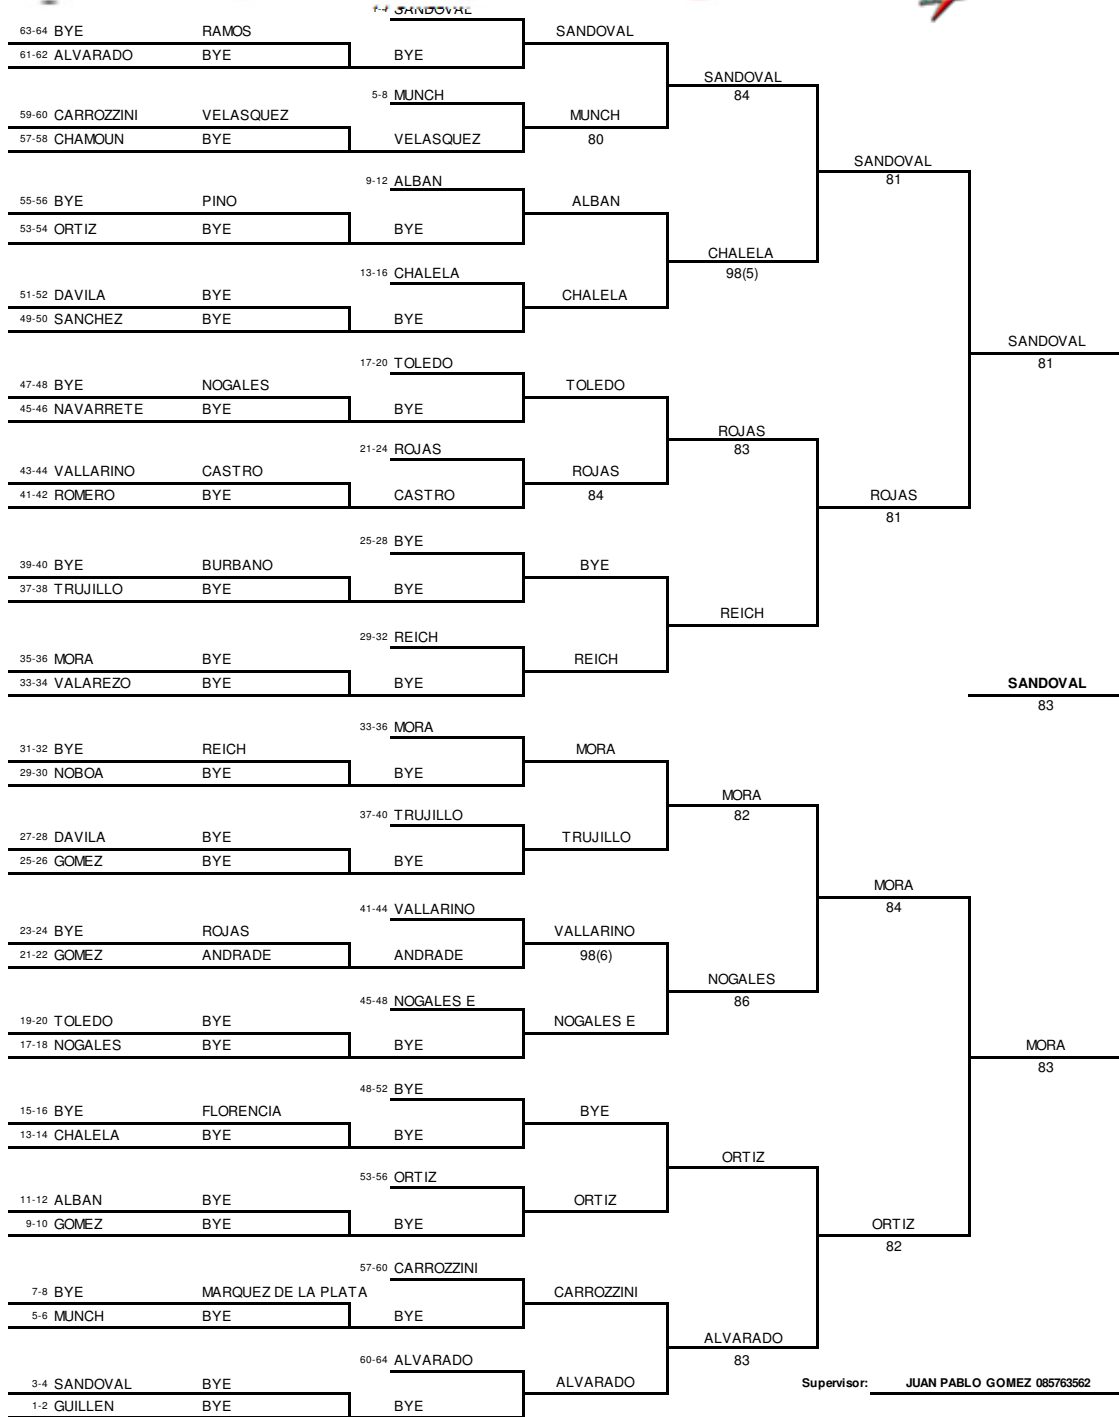 1-4 SANDOVAL
63-64 BYE RAMOS SANDOVAL
61-62 ALVARADO BYE BYE
SANDOVAL
5-8 MUNCH 84
59-60 CARROZZINI VELASQUEZ MUNCH
57-58 CHAMOUN BYE VELASQUEZ 80
SANDOVAL
9-12 ALBAN 81
55-56 BYE PINO ALBAN
53-54 ORTIZ BYE BYE
CHALELA
13-16 CHALELA 98(5)
51-52 DAVILA BYE CHALELA
49-50 SANCHEZ BYE BYE
SANDOVAL
17-20 TOLEDO 81
47-48 BYE NOGALES TOLEDO
45-46 NAVARRETE BYE BYE
ROJAS
21-24 ROJAS 83
43-44 VALLARINO CASTRO ROJAS
41-42 ROMERO BYE CASTRO 84 ROJAS
81
25-28 BYE
39-40 BYE BURBANO BYE
37-38 TRUJILLO BYE BYE
REICH
29-32 REICH
35-36 MORA BYE REICH
33-34 VALAREZO BYE BYE SANDOVAL
83
33-36 MORA
31-32 BYE REICH MORA
29-30 NOBOA BYE BYE
MORA
37-40 TRUJILLO 82
27-28 DAVILA BYE TRUJILLO
25-26 GOMEZ BYE BYE
MORA
41-44 VALLARINO 84
23-24 BYE ROJAS VALLARINO
21-22 GOMEZ ANDRADE ANDRADE 98(6)
NOGALES
45-48 NOGALES E 86
19-20 TOLEDO BYE NOGALES E
17-18 NOGALES BYE BYE MORA
83
48-52 BYE
15-16 BYE FLORENCIA BYE
13-14 CHALELA BYE BYE
ORTIZ
53-56 ORTIZ
11-12 ALBAN BYE ORTIZ
9-10 GOMEZ BYE BYE ORTIZ
82
57-60 CARROZZINI
7-8 BYE MARQUEZ DE LA PLATA CARROZZINI
5-6 MUNCH BYE BYE
ALVARADO
60-64 ALVARADO 83
3-4 SANDOVAL BYE ALVARADO Supervisor: JUAN PABLO GOMEZ 085763562
1-2 GUILLEN BYE BYE